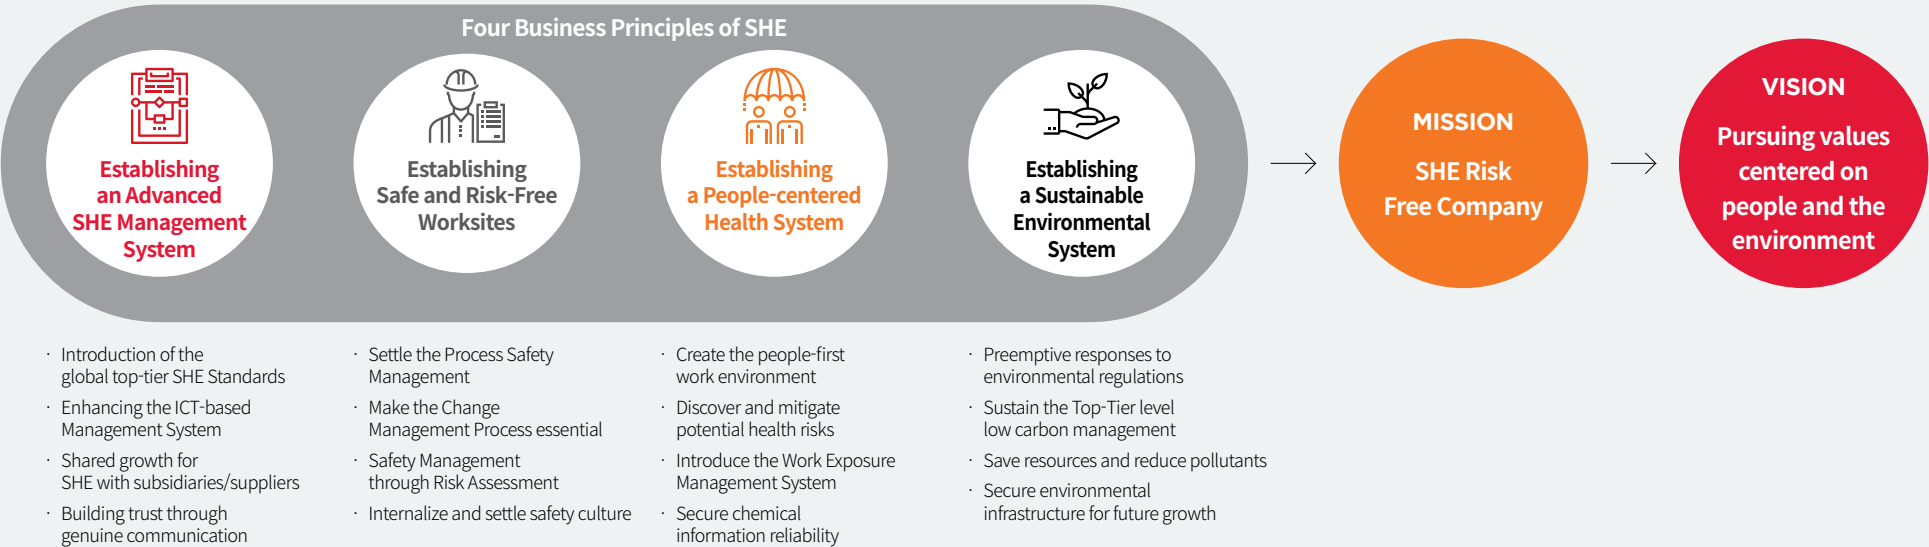 Four Business Principles of SHE
Establishing
an Advanced
SHE Management
System
Establishing
Safe and Risk-Free
Worksites
Establishing
a People-centered
Health System
Establishing
a Sustainable
Environmental
System
MISSION
SHE Risk
Free Company
VISION
Pursuing values
centered on
people and the
environment
· Introduction of the
global top-tier SHE Standards
· Enhancing the ICT-based
Management System
· Shared growth for
SHE with subsidiaries/suppliers
· Building trust through
genuine communication
· Settle the Process Safety
Management
· Make the Change
Management Process essential
· Safety Management
through Risk Assessment
· Internalize and settle safety culture
· Create the people-first
work environment
· Discover and mitigate
potential health risks
· Introduce the Work Exposure
Management System
· Secure chemical
information reliability
· Preemptive responses to
environmental regulations
· Sustain the Top-Tier level
low carbon management
· Save resources and reduce pollutants
· Secure environmental
infrastructure for future growth